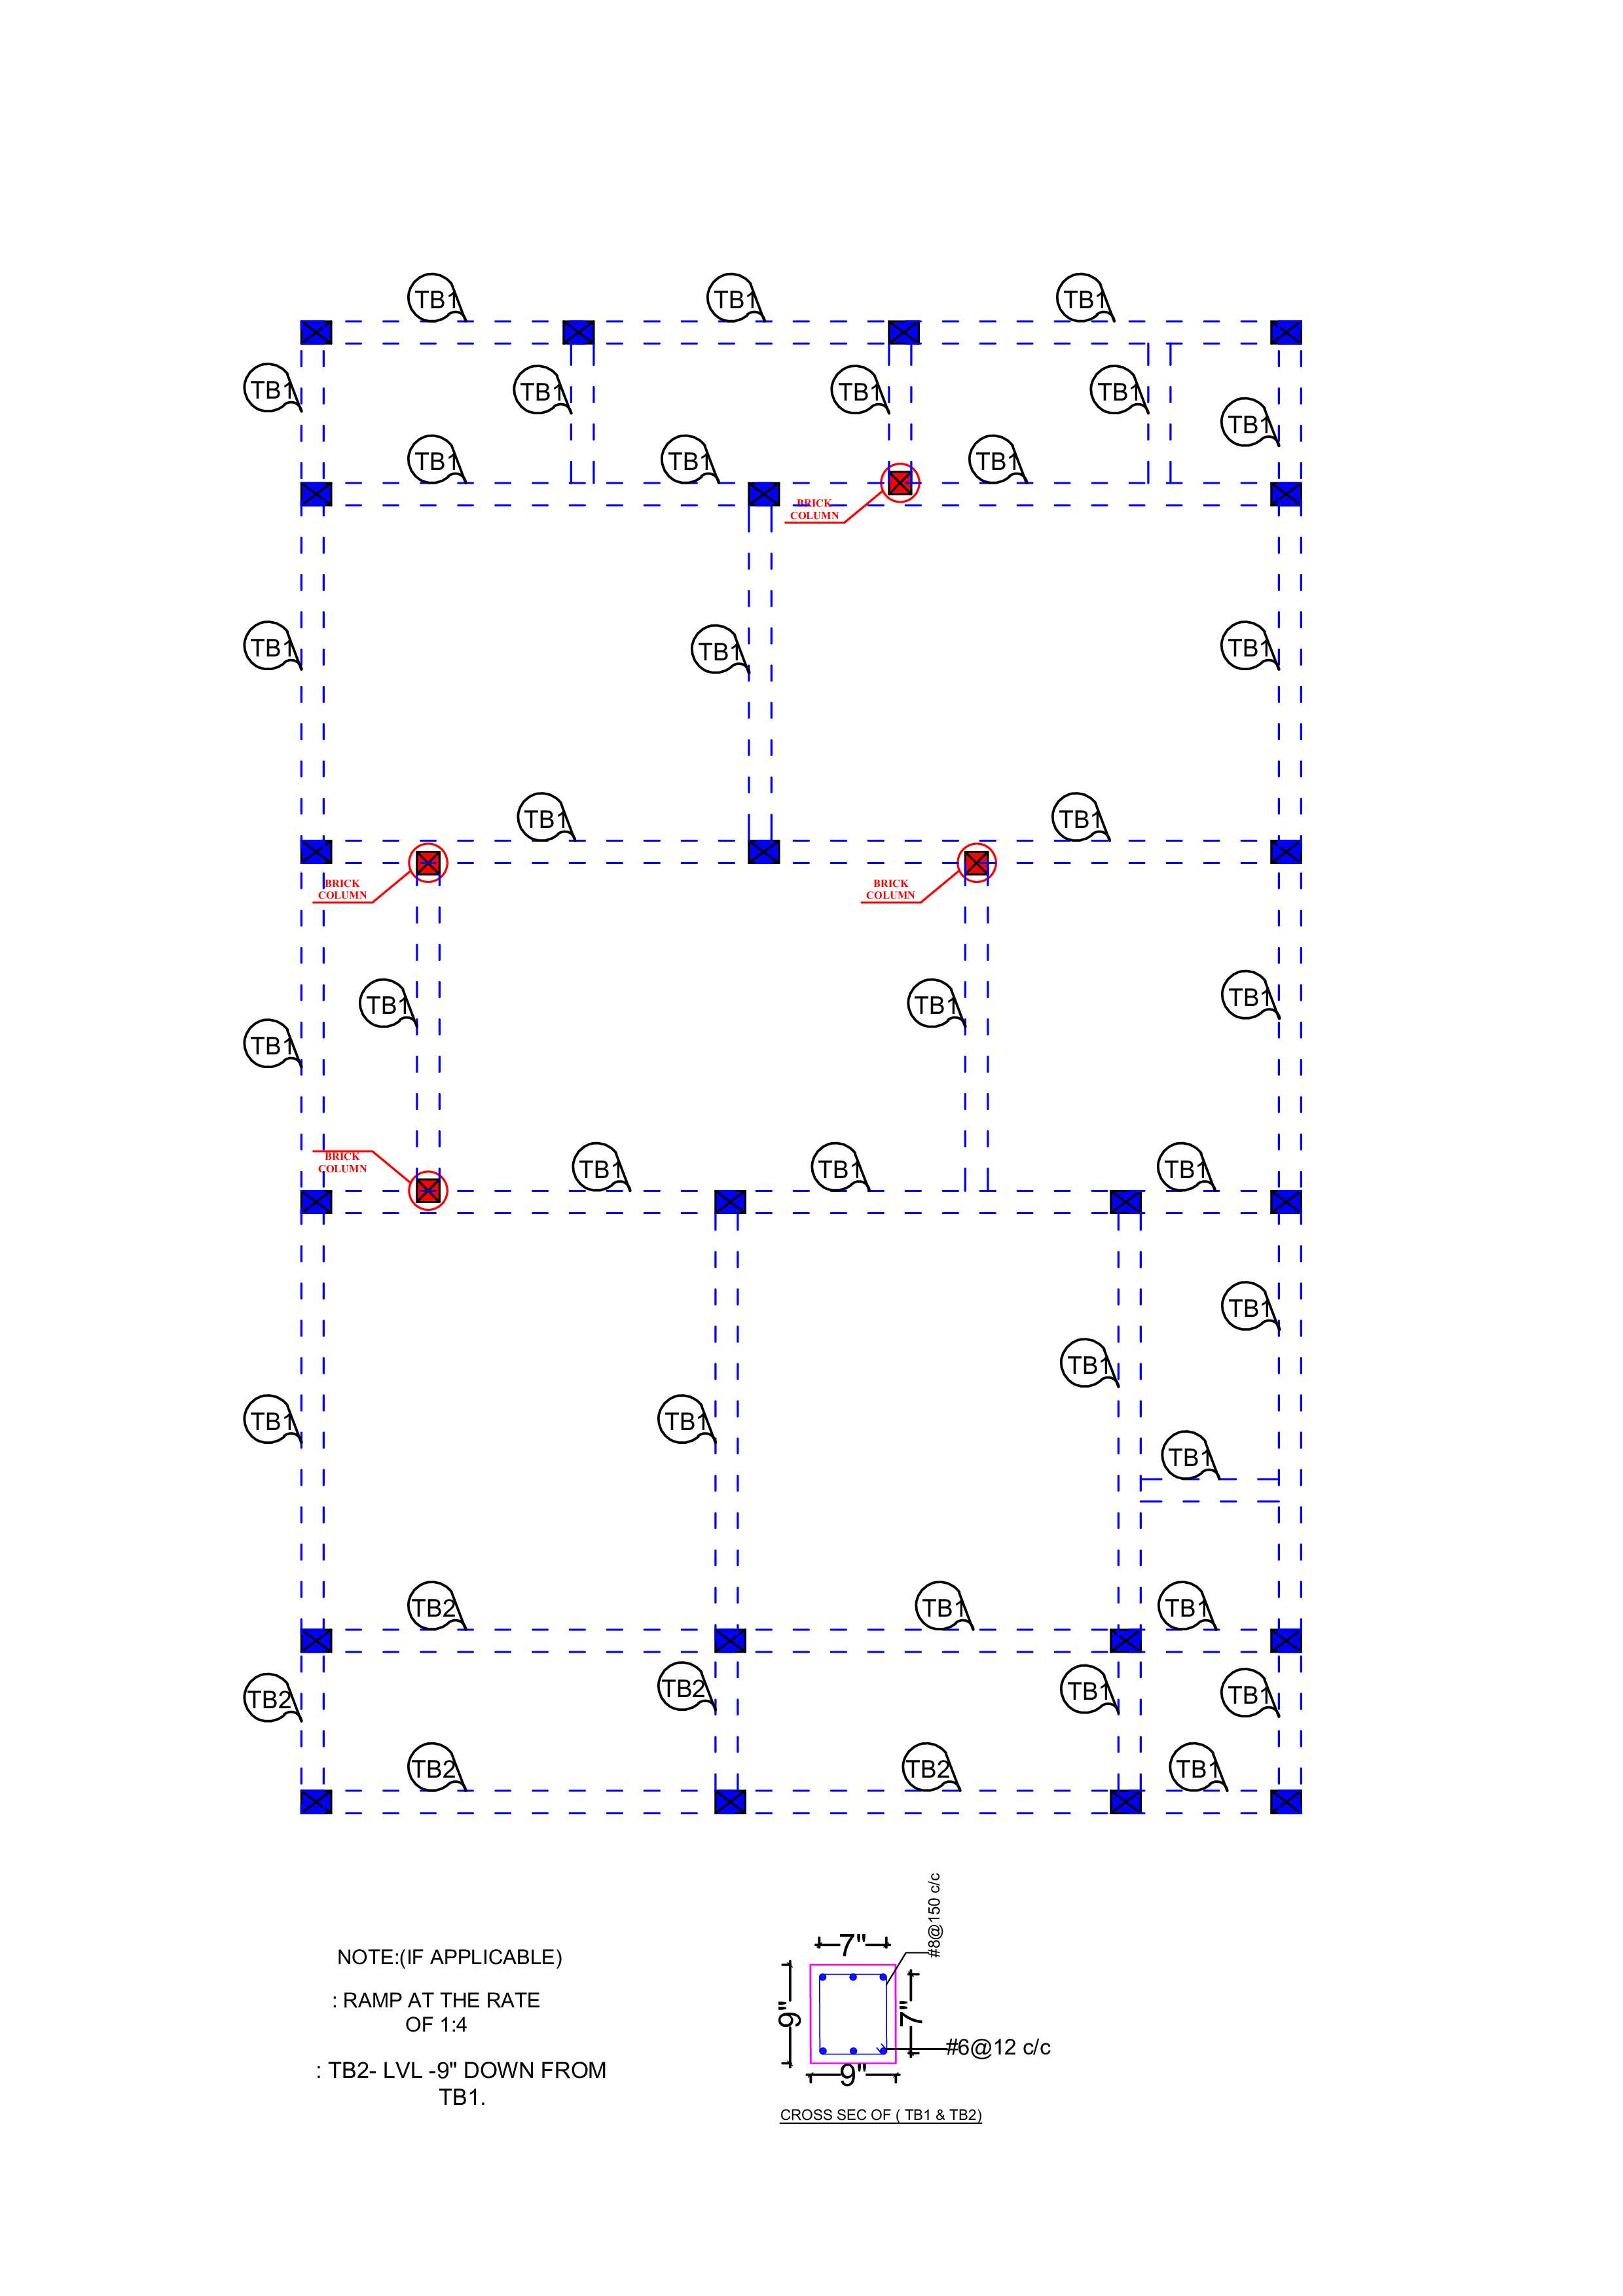 TB1
TB1
TB1
TB1
TB1
TB1
TB1
TB1
TB1
TB1
TB1
BRICK
COLUMN
TB1
TB1
TB1
TB1
TB1
BRICK
COLUMN
BRICK
COLUMN
TB1
TB1
TB1
TB1
BRICK
COLUMN
TB1
TB1
TB1
TB1
TB1
TB1
TB1
TB1
TB2
TB1
TB1
TB2
TB2
TB1
TB1
TB2
TB2
TB1
NOTE:(IF APPLICABLE)
: RAMP AT THE RATE
OF 1:4
: TB2- LVL -9" DOWN FROM
TB1.
#8@150 c/c
7"
9"
7"
#6@12 c/c
9"
CROSS SEC OF ( TB1 & TB2)